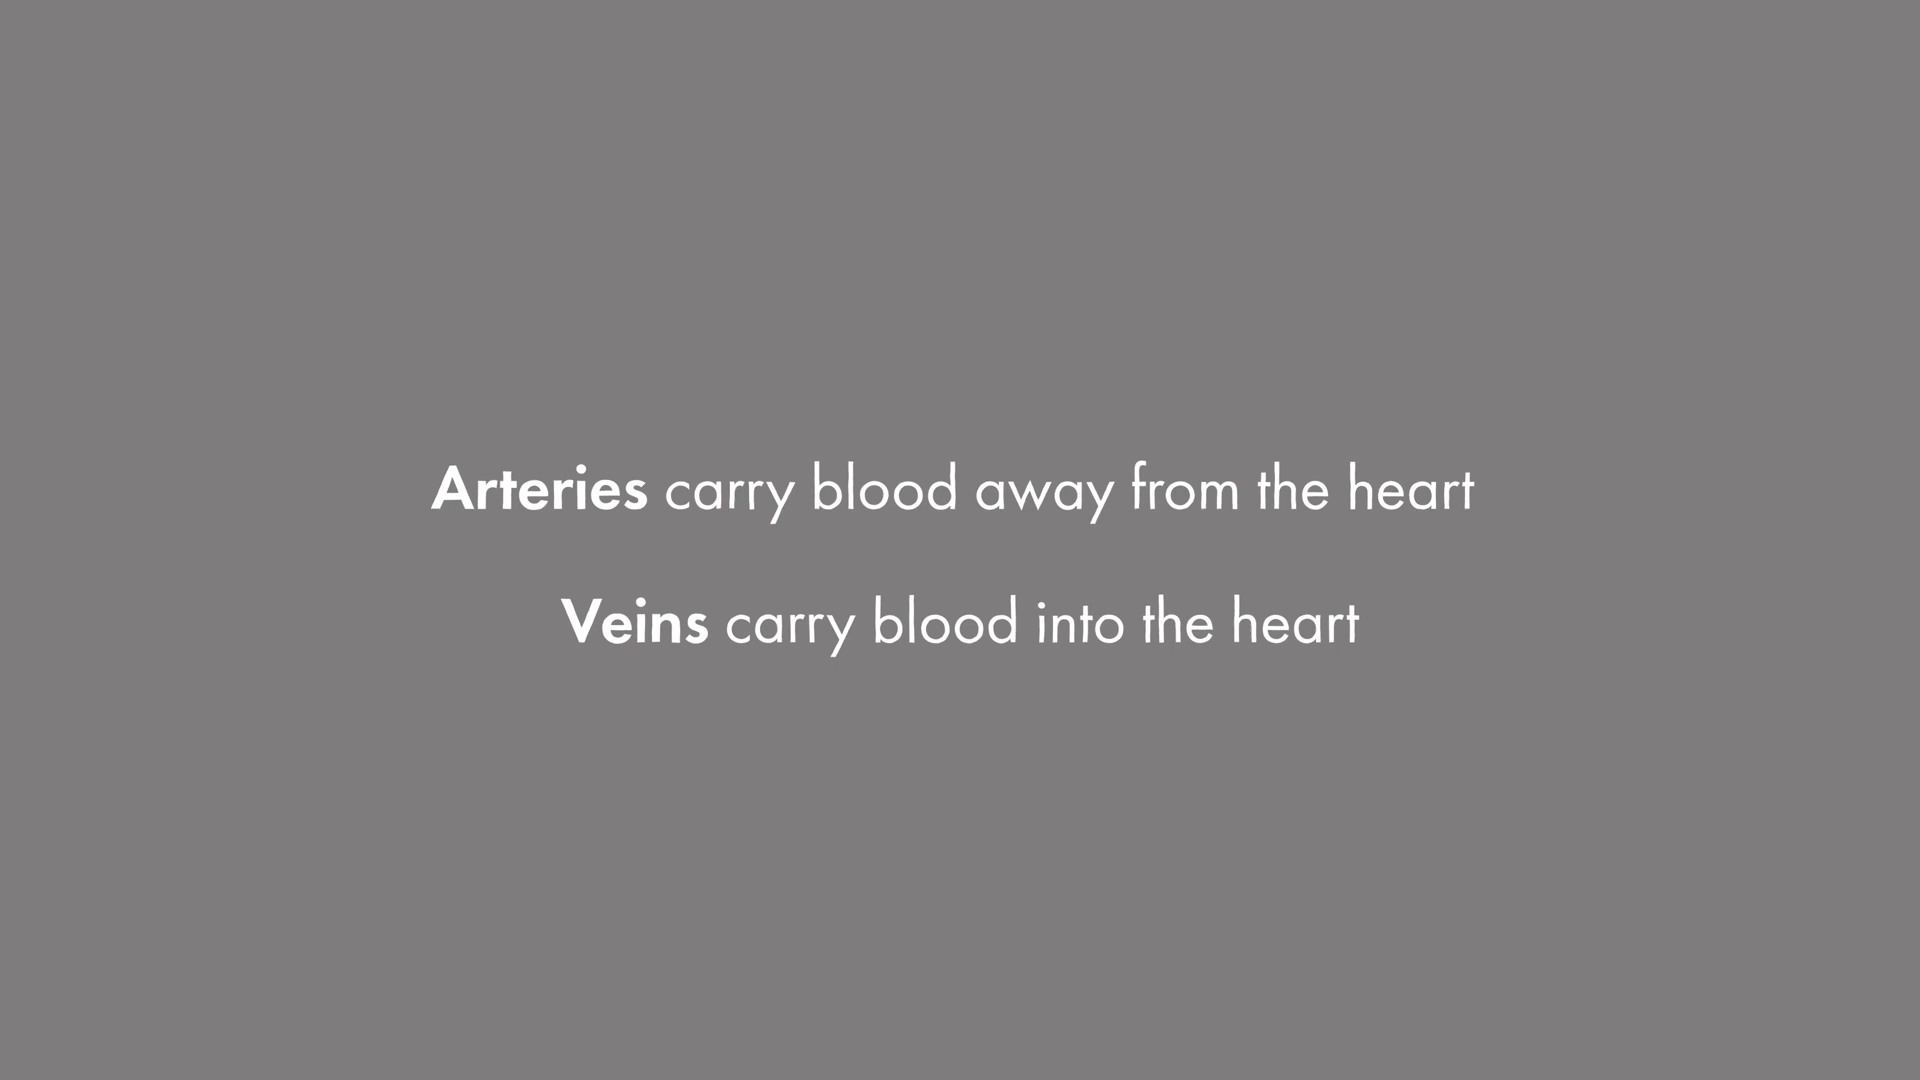 Arteries carry blood away from the heart
Veins carry blood into the heart